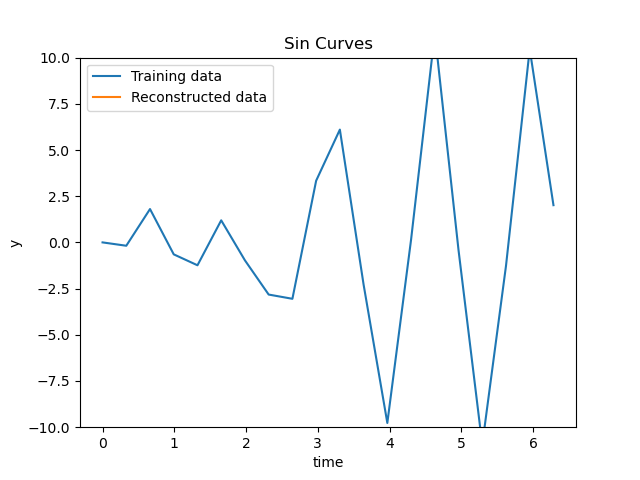 Sin Curves
Training data
Reconstructed data
10.0
7.5
5.0
2.5
0.0
−2.5
−5.0
−7.5
−10.0
y
0 1 2 3 4 5 6
time